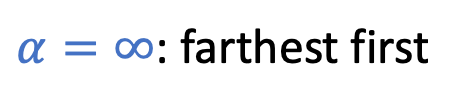 α = ∞: farthest first